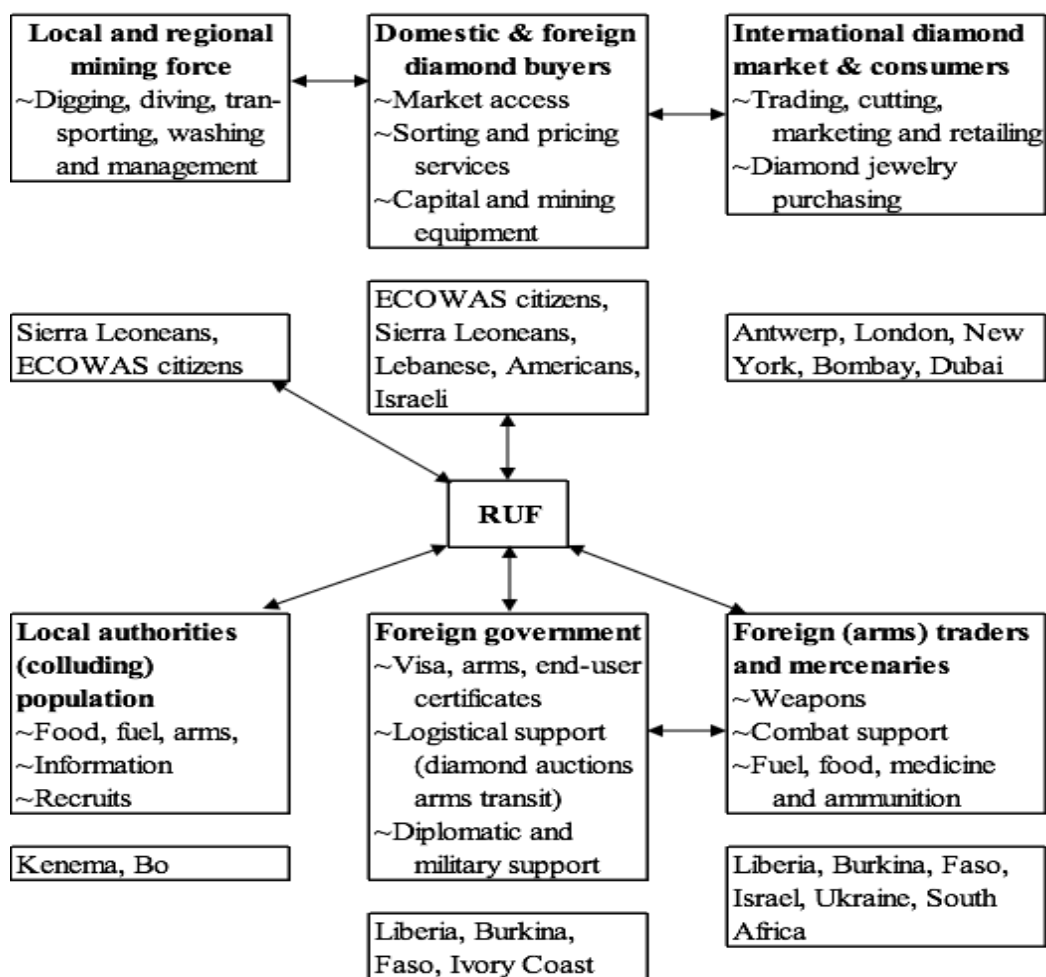 Local and regional
mining force
~Digging, diving, tran-
sporting, washing
and management
Domestic & foreign
diamond buyers
~Market access
~Sorting and pricing
services
~Capital and mining
equipment
International diamond
market & consumers
~Trading, cutting,
marketing and retailing
~Diamond jewelry
purchasing
Sierra Leoneans,
ECOWAS citizens
ECOWAS citizens,
Sierra Leoneans,
Lebanese, Americans,
Israeli
Antwerp, London, New
York, Bombay, Dubai
RUF
Local authorities
(colluding)
population
~Food, fuel, arms,
~Information
~Recruits
Foreign government
~Visa, arms, end-user
certificates
~Logistical support
(diamond auctions
arms transit)
~Diplomatic and
military support
Foreign (arms) traders
and mercenaries
~Weapons
~Combat support
~Fuel, food, medicine
and ammunition
Kenema, Bo
Liberia, Burkina,
Faso, Ivory Coast
Liberia, Burkina, Faso,
Israel, Ukraine, South
Africa